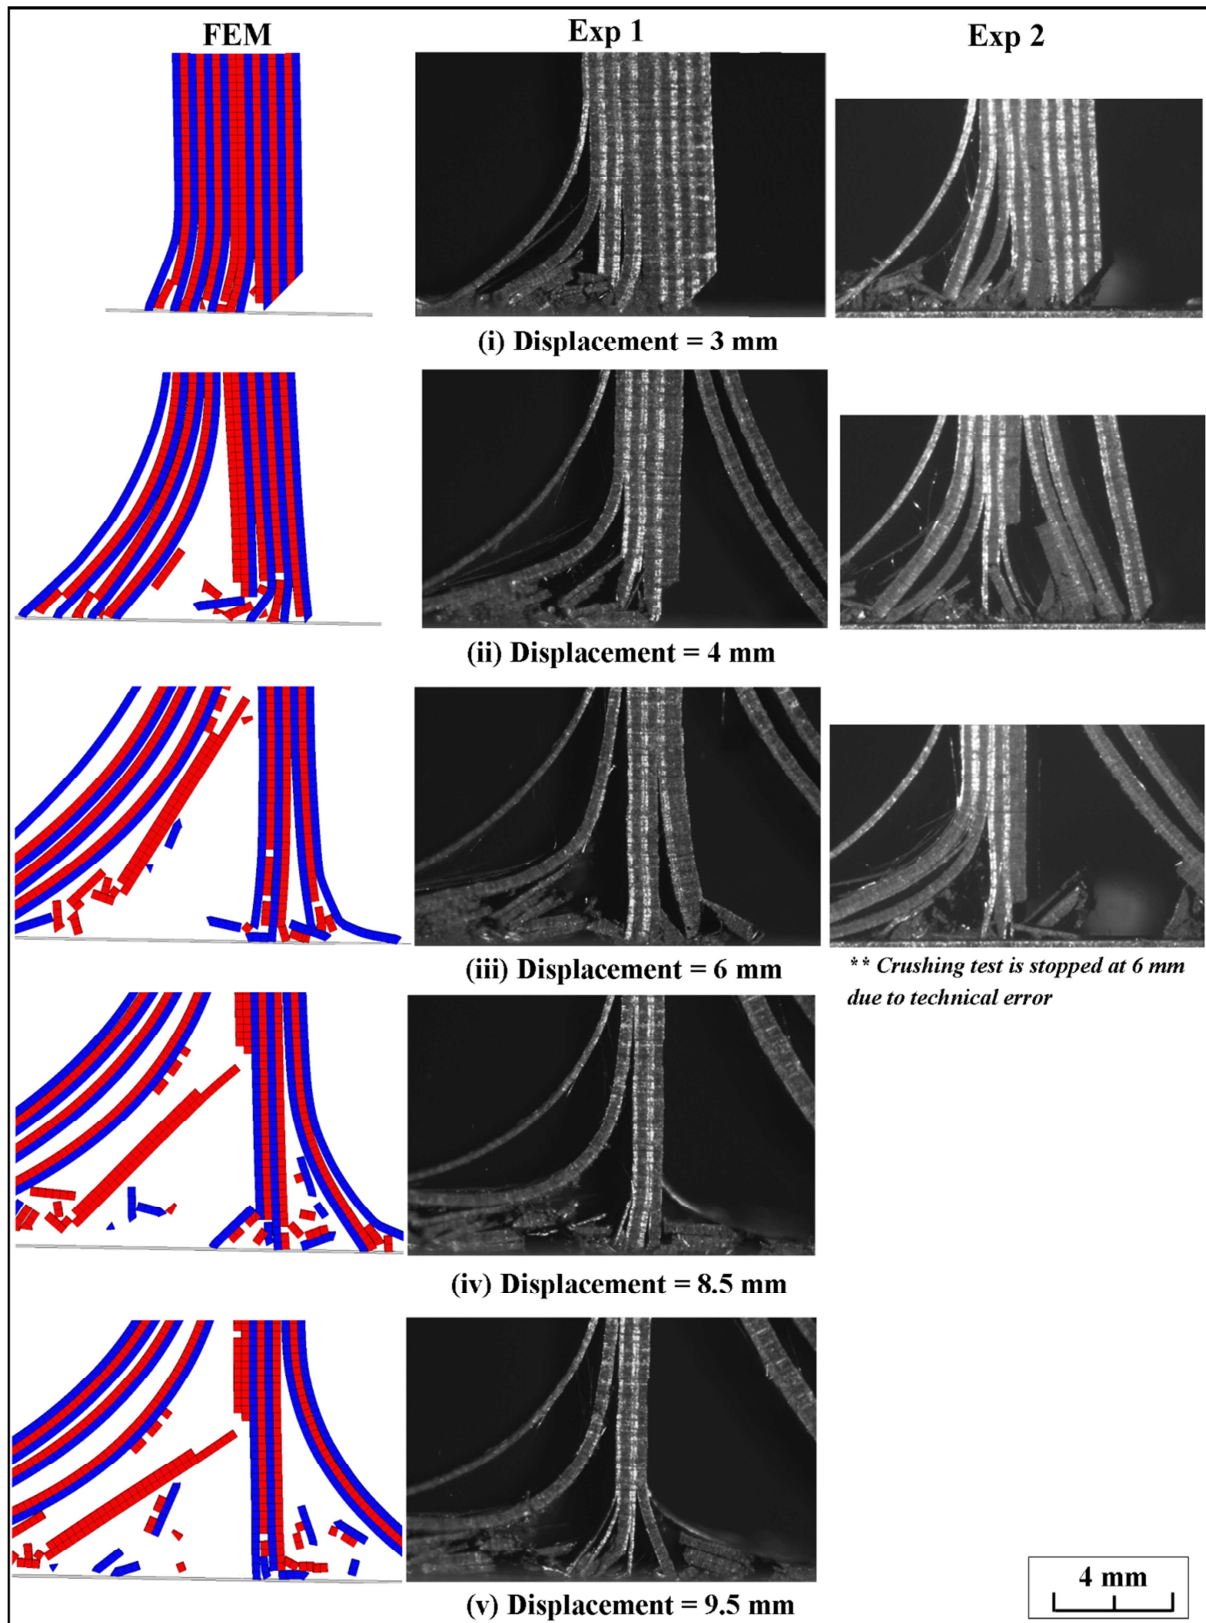 FEM
Exp 1
Exp 2
(i) Displacement = 3 mm
(ii) Displacement = 4 mm
(iii) Displacement = 6 mm
** Crushing test is stopped at 6 mm
due to technical error
(iv) Displacement = 8.5 mm
(v) Displacement = 9.5 mm
4 mm